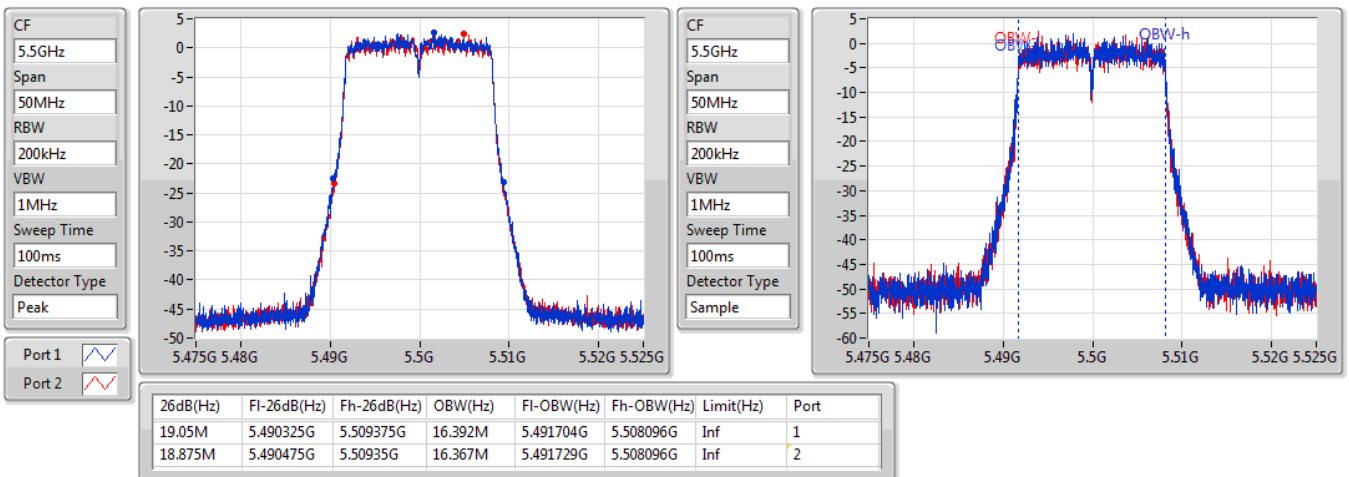 CF
5.5GHz
Span
50MHz
RBW
200kHz
VBW
1MHz
Sweep Time
100ms
Detector Type
Peak
Port 1
Port 2
5-
0-
-5-
-10-
-15-
-20-
-25-
-30-
-35-
-40-
-45-
-50-
5.475G 5.48G 5.49G 5.5G 5.51G 5.52G 5.525G
CF
5.5GHz
Span
50MHz
RBW
200kHz
VBW
1MHz
Sweep Time
100ms
Detector Type
Sample
5-
0-
-5-
-10-
-15-
-20-
-25-
-30-
-35-
-40-
-45-
-50-
-55-
-60-
OBW-h
5.475G 5.48G 5.49G 5.5G 5.51G 5.52G 5.525G
26dB(Hz) Fl-26dB(Hz) Fh-26dB(Hz) OBW(Hz) Fl-OBW(Hz) Fh-OBW(Hz) Limit(Hz) Port
19.05M 5.490325G 5.509375G 16.392M 5.491704G 5.508096G Inf 1
18.875M 5.490475G 5.50935G 16.367M 5.491729G 5.508096G Inf 2